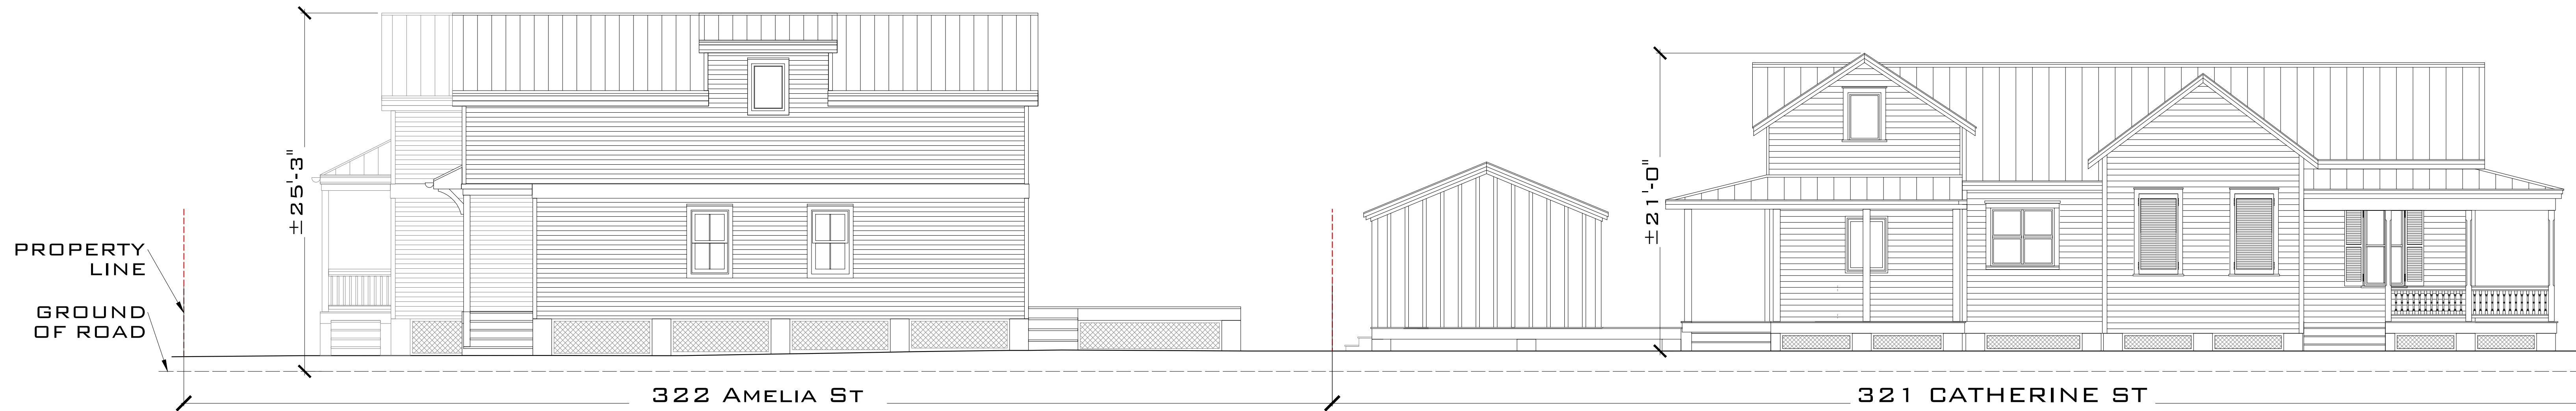 ±25'-3"
PROPERTY
LINE
GROUND
OF ROAD
322 AMELIA ST
±21'-0"
321 CATHERINE ST